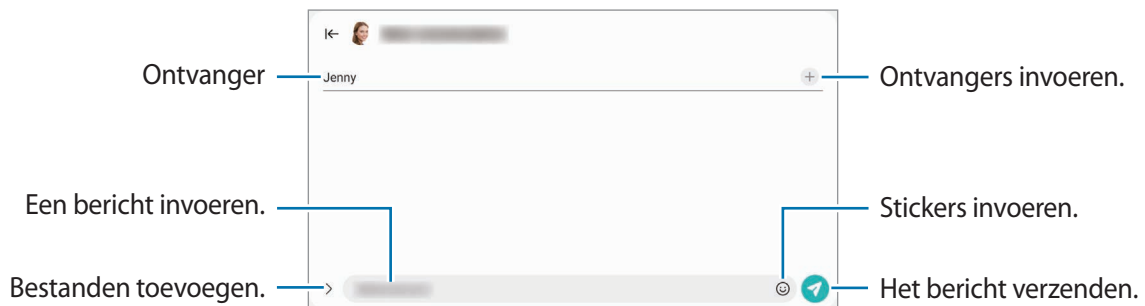 Ontvanger
Jenny
Ontvangers invoeren.
Een bericht invoeren.
Stickers invoeren.
Bestanden toevoegen.
Het bericht verzenden.